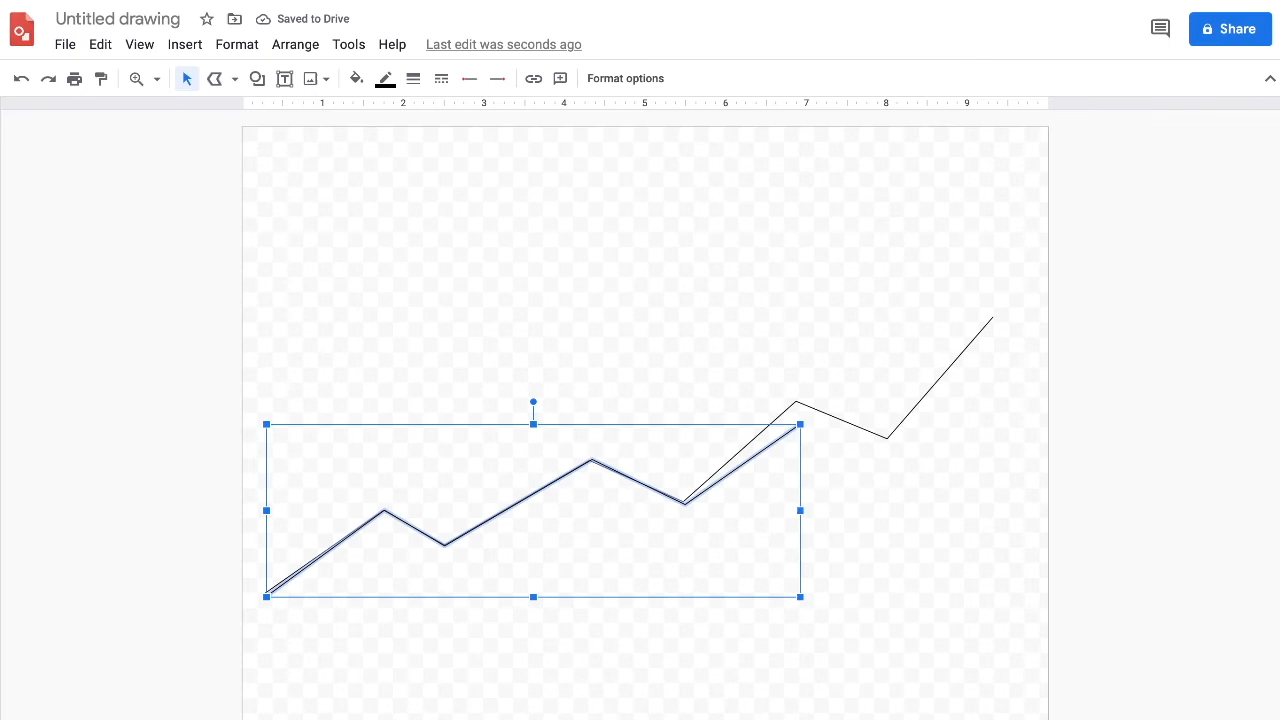 Untitled drawing Saved to Drive
File Edit View Insert Format Arrange Tools Help Last edit was seconds ago
Share
Format options
1 2 3 4 5 6 7 8 9